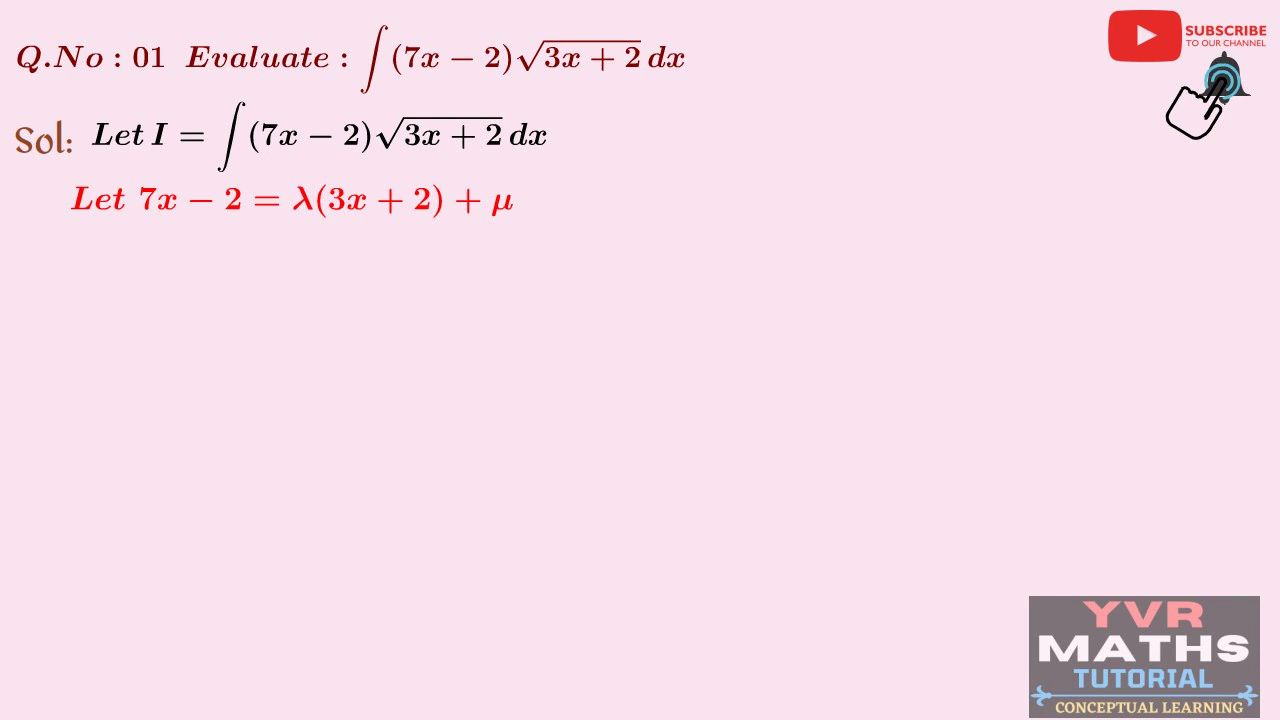 Q.No : 01 Evaluate : ∫(7x − 2)√(3x + 2) dx
SUBSCRIBE
TO OUR CHANNEL
Sol: Let I = ∫(7x − 2)√(3x + 2) dx
Let 7x − 2 = λ(3x + 2) + μ
YVR
MATHS
TUTORIAL
CONCEPTUAL LEARNING